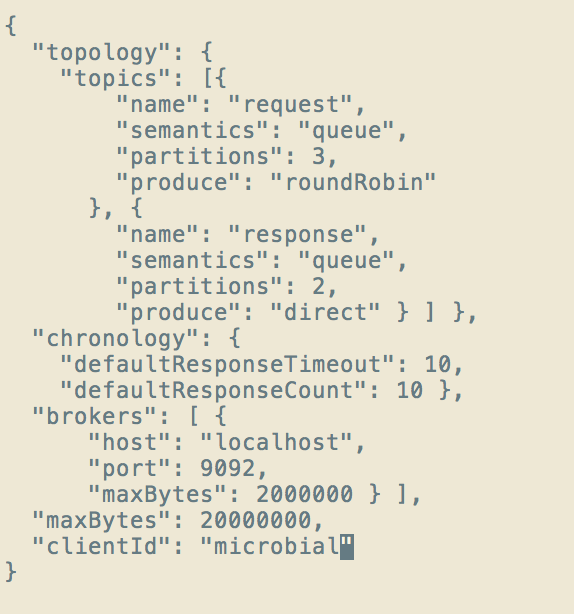 {
  "topology": {
    "topics": [{
        "name": "request",
        "semantics": "queue",
        "partitions": 3,
        "produce": "roundRobin"
      }, {
        "name": "response",
        "semantics": "queue",
        "partitions": 2,
        "produce": "direct" } ] },
  "chronology": {
    "defaultResponseTimeout": 10,
    "defaultResponseCount": 10 },
  "brokers": [ {
      "host": "localhost",
      "port": 9092,
      "maxBytes": 2000000 } ],
  "maxBytes": 20000000,
  "clientId": "microbial"
}